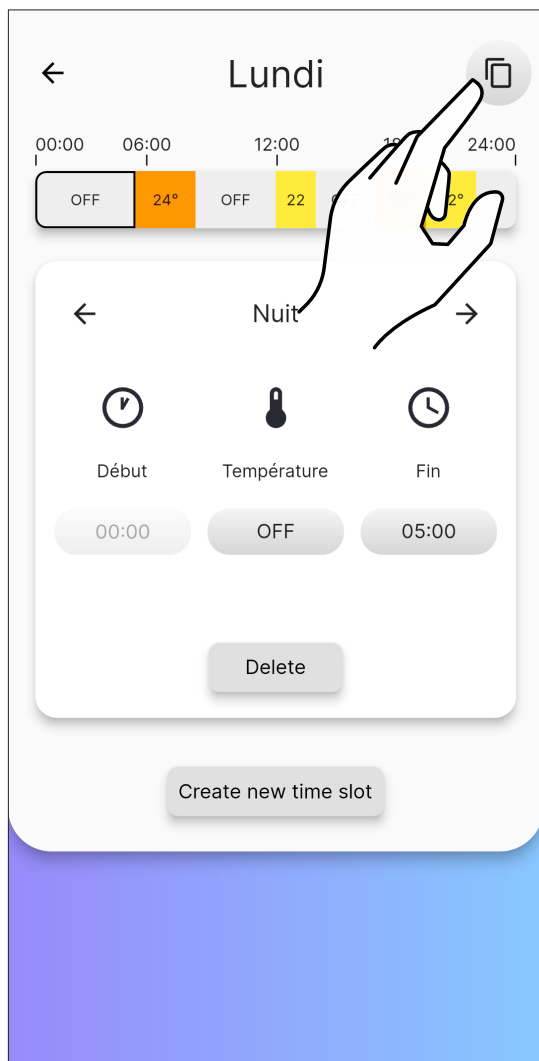 Lundi
00:00 06:00 12:00 24:00
OFF 24° OFF 22
Nuit
Début Température Fin
00:00 OFF 05:00
Delete
Create new time slot